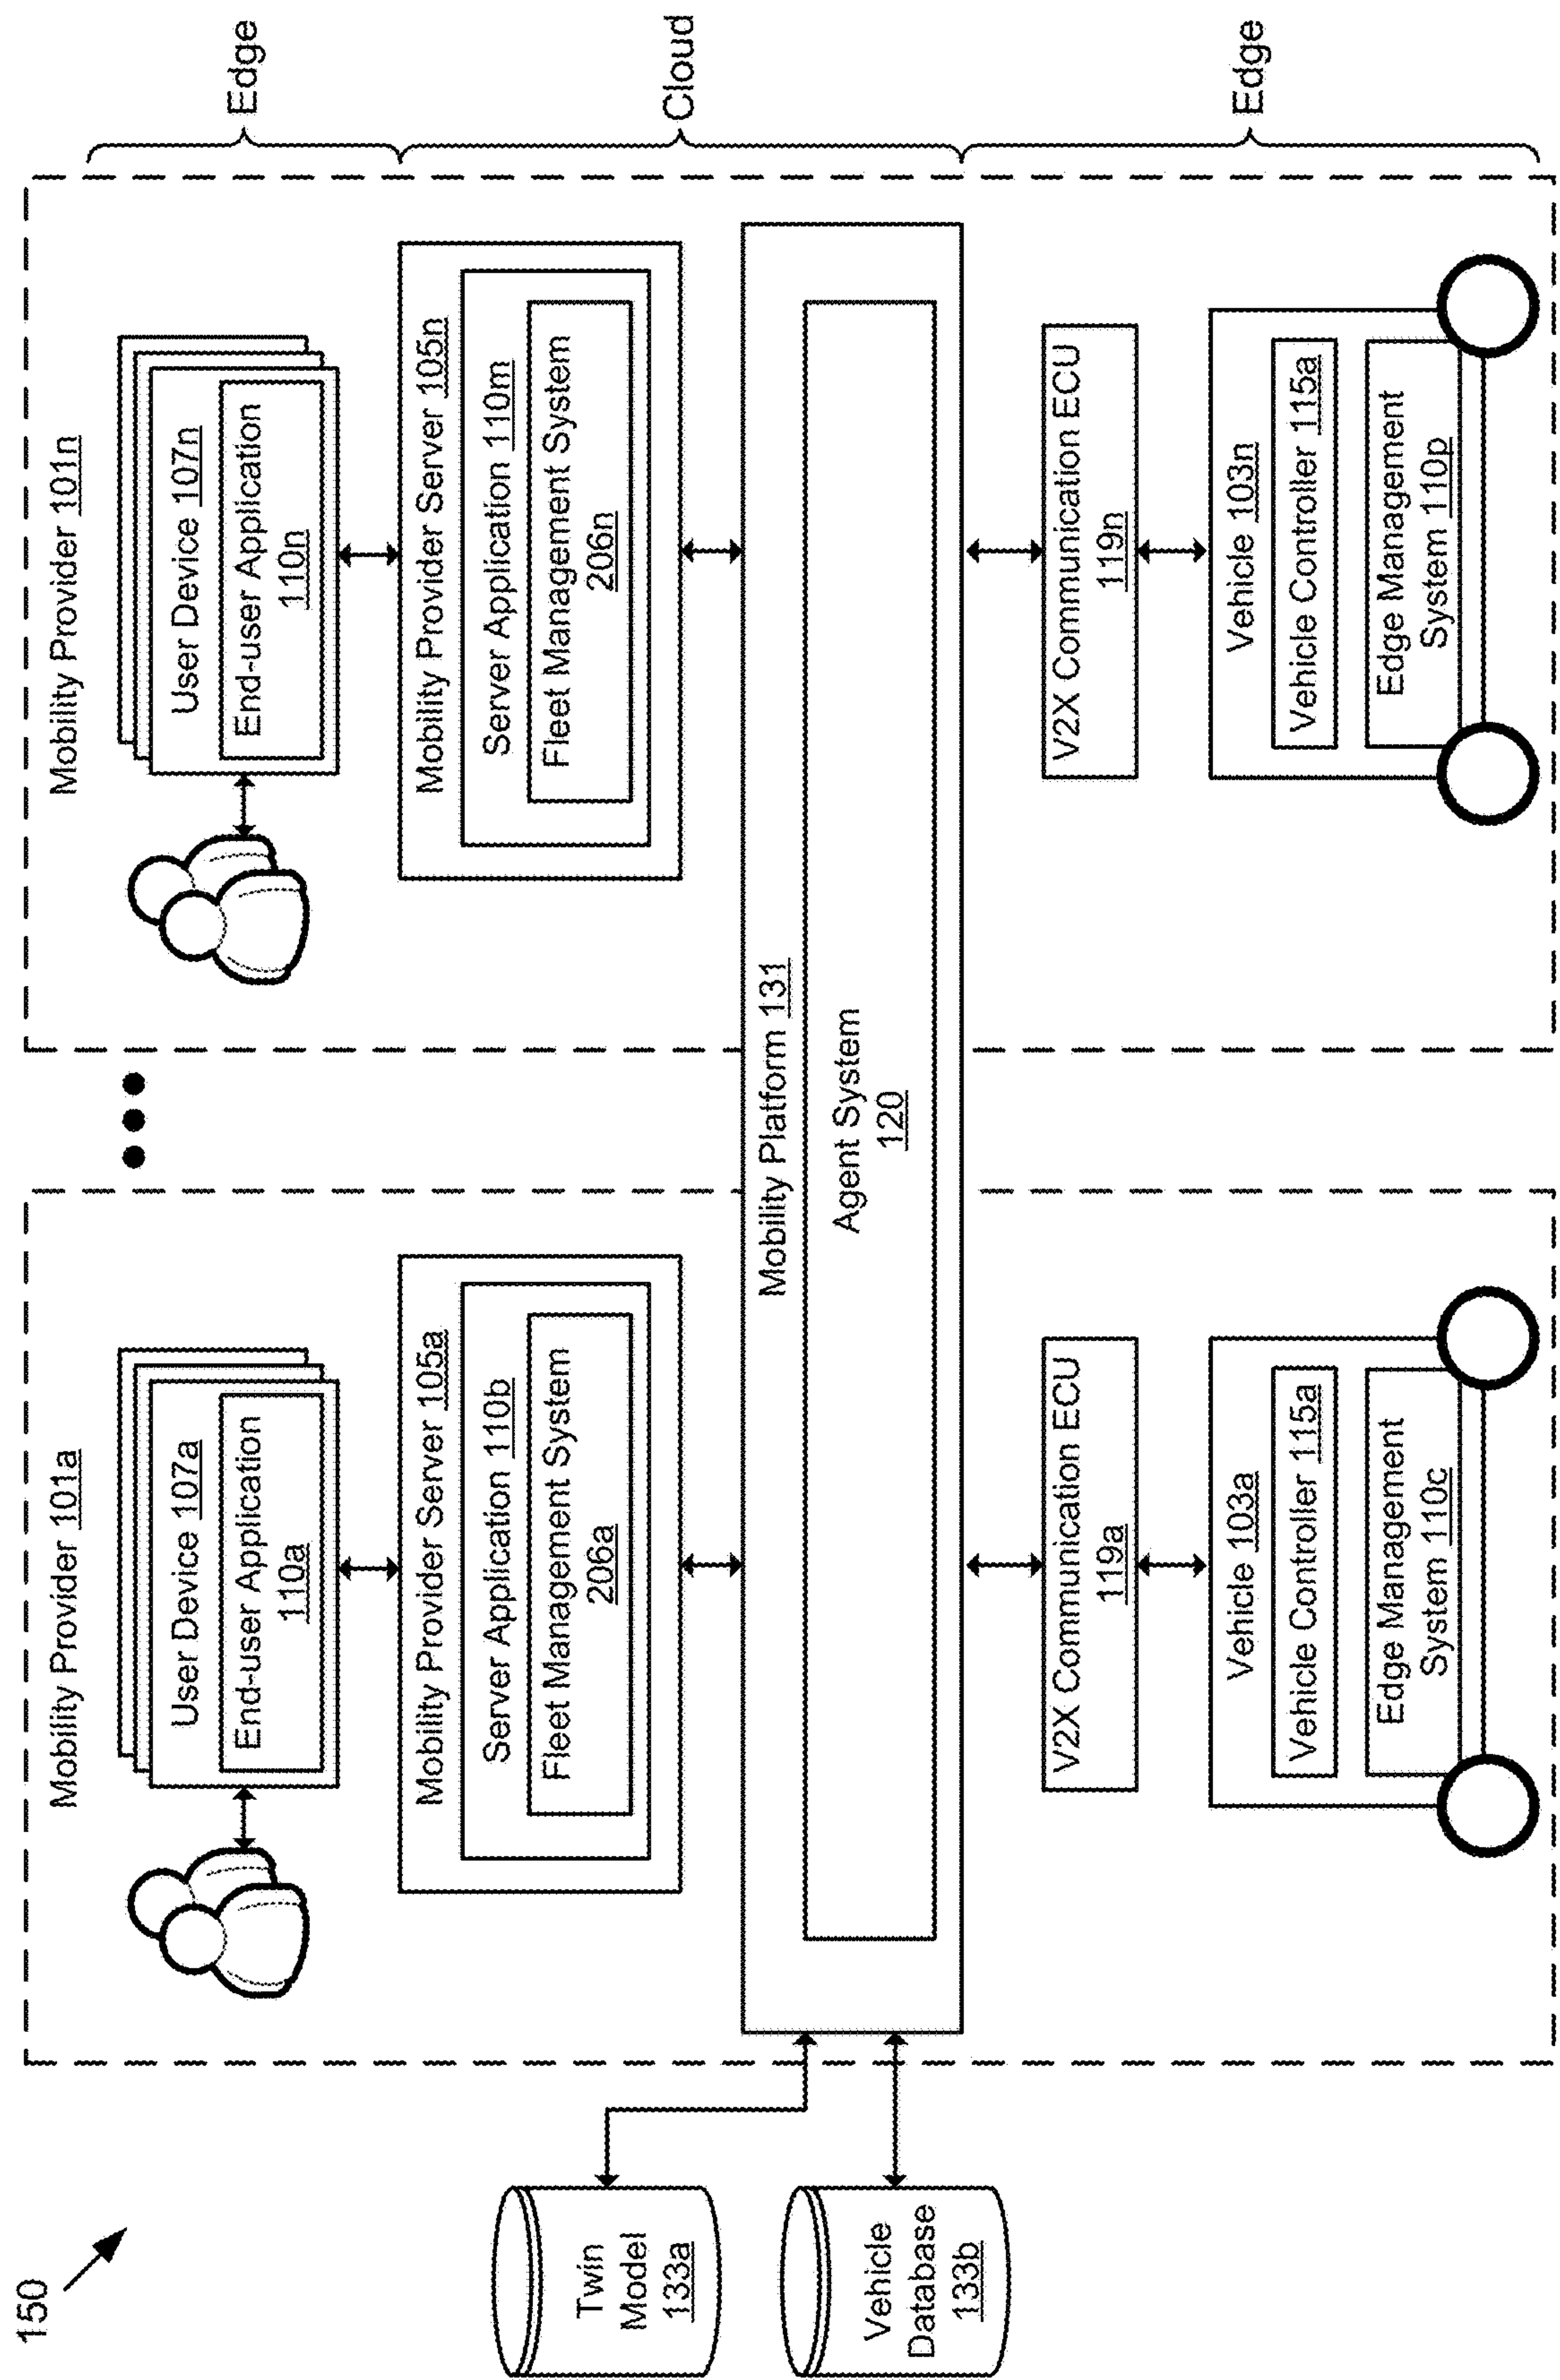 150
Mobility Provider 101a
User Device 107a
End-user Application
110a
Mobility Provider Server 105a
Server Application 110b
Fleet Management System
206a
Mobility Provider 101n
User Device 107n
End-user Application
110n
Mobility Provider Server 105n
Server Application 110m
Fleet Management System
206n
Edge
Cloud
Edge
Twin
Model
133a
Vehicle
Database
133b
Mobility Platform 131
Agent System
120
V2X Communication ECU
119a
Vehicle 103a
Vehicle Controller 115a
Edge Management
System 110c
V2X Communication ECU
119n
Vehicle 103n
Vehicle Controller 115a
Edge Management
System 110p